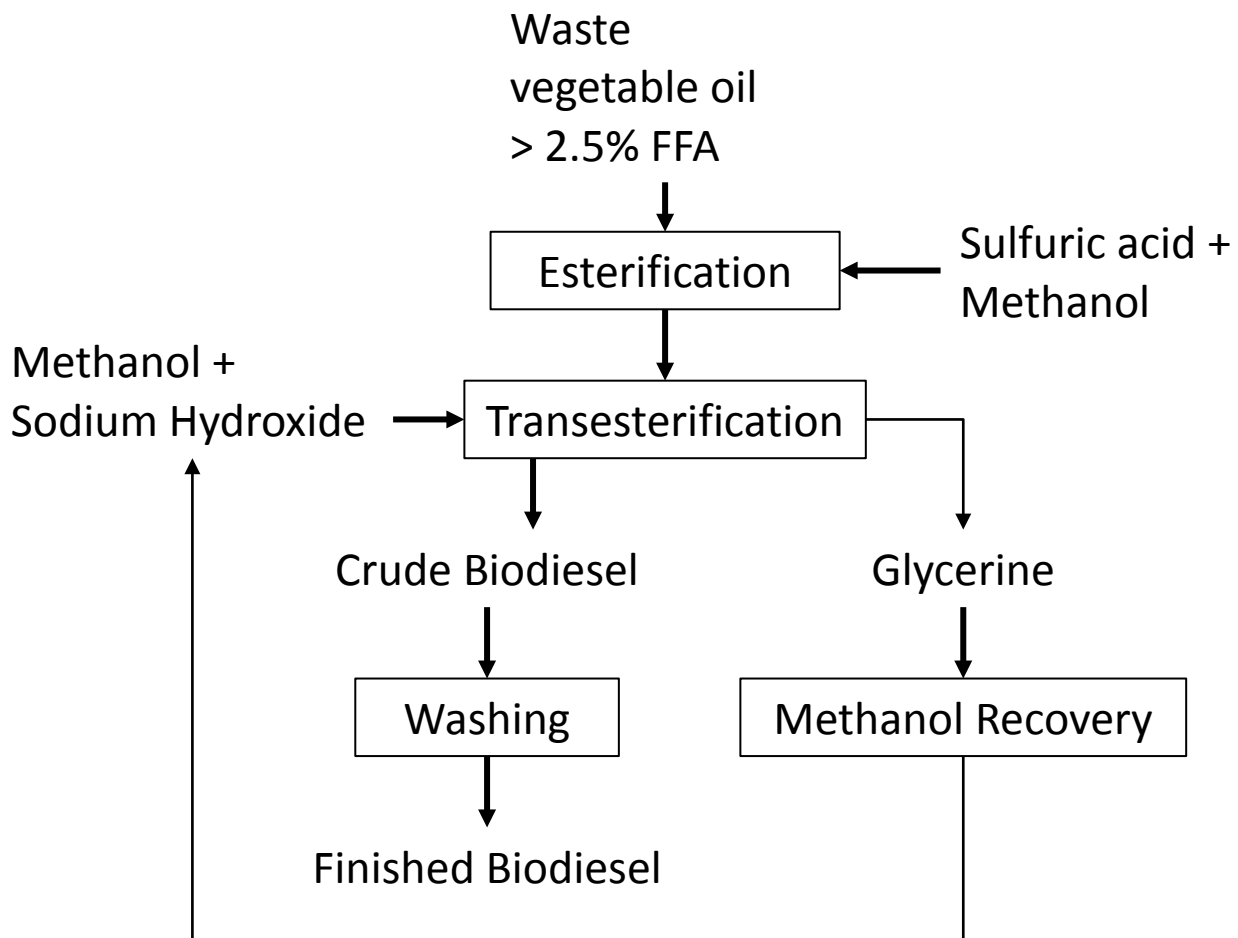 Waste
vegetable oil
> 2.5% FFA
Esterification
Sulfuric acid +
Methanol
Methanol +
Sodium Hydroxide
Transesterification
Crude Biodiesel
Glycerine
Washing
Methanol Recovery
Finished Biodiesel